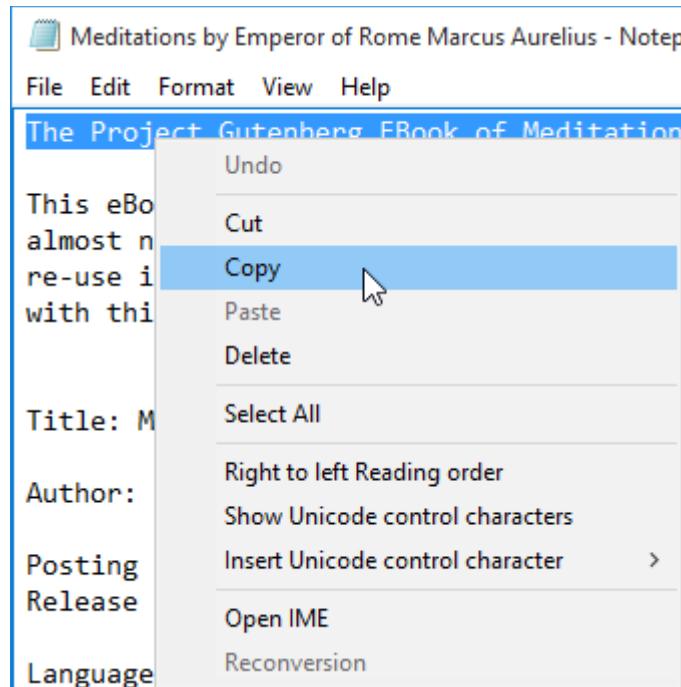 Meditations by Emperor of Rome Marcus Aurelius - Notep
File Edit Format View Help
The Project Gutenberg EBook of Meditation
Undo
This eBo
Cut
almost n
Copy
re-use i
Paste
with thi
Delete
Select All
Title: M
Right to left Reading order
Author:
Show Unicode control characters
Insert Unicode control character
Posting
Release
Open IME
Reconversion
Language